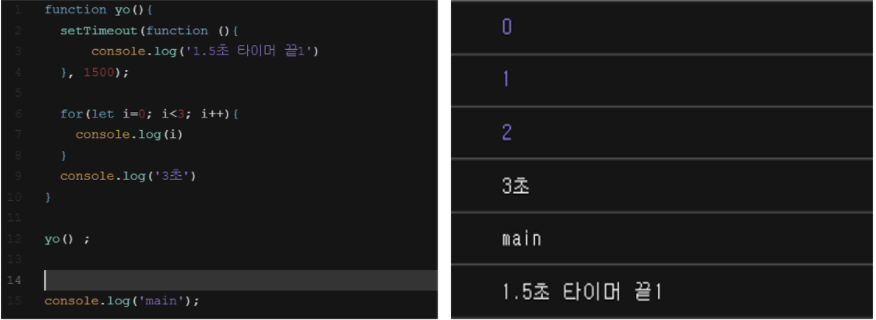 1 function yo(){
2 setTimeout(function (){
3 console.log('1.5초 타이머 끝1')
4 }, 1500);
5
6 for(let i=0; i<3; i++){
7 console.log(i)
8 }
9 console.log('3초')
10 }
11
12 yo() ;
13
14
15 console.log('main');
0
1
2
3초
main
1.5초 타이머 끝1